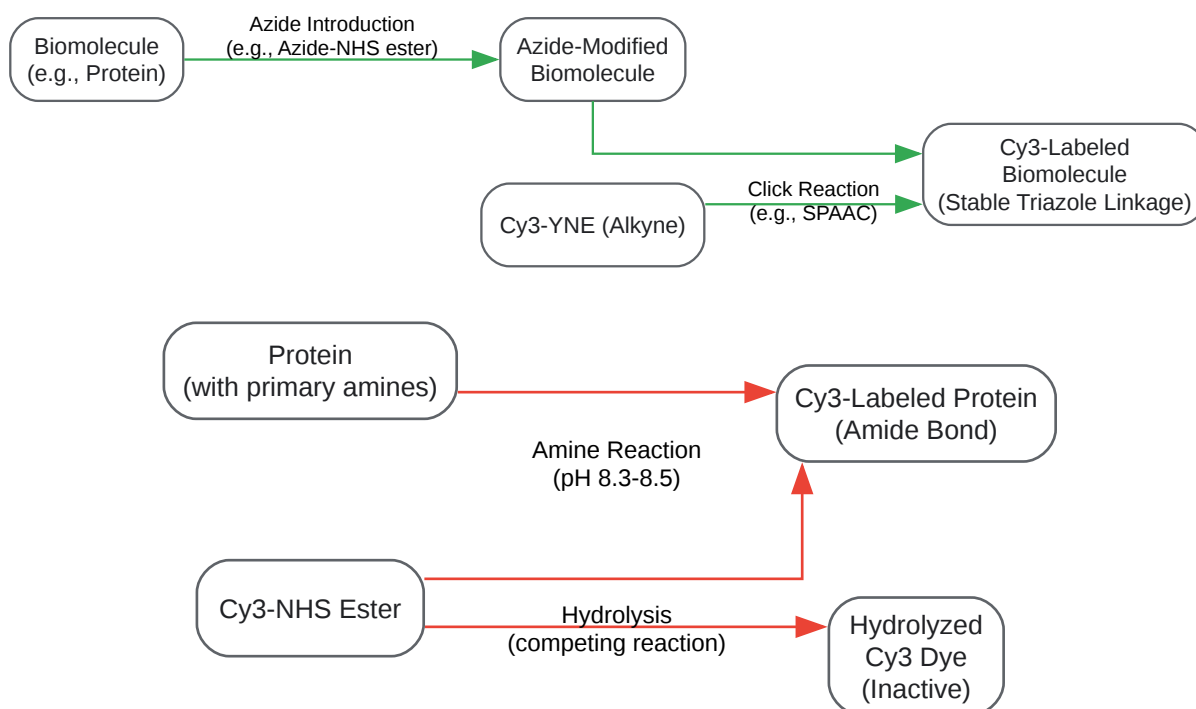 Biomolecule
(e.g., Protein)
Azide Introduction
(e.g., Azide-NHS ester)
Azide-Modified
Biomolecule
Cy3-YNE (Alkyne)
Click Reaction
(e.g., SPAAC)
Cy3-Labeled
Biomolecule
(Stable Triazole Linkage)
Protein
(with primary amines)
Amine Reaction
(pH 8.3-8.5)
Cy3-Labeled Protein
(Amide Bond)
Cy3-NHS Ester
Hydrolysis
(competing reaction)
Hydrolyzed
Cy3 Dye
(Inactive)